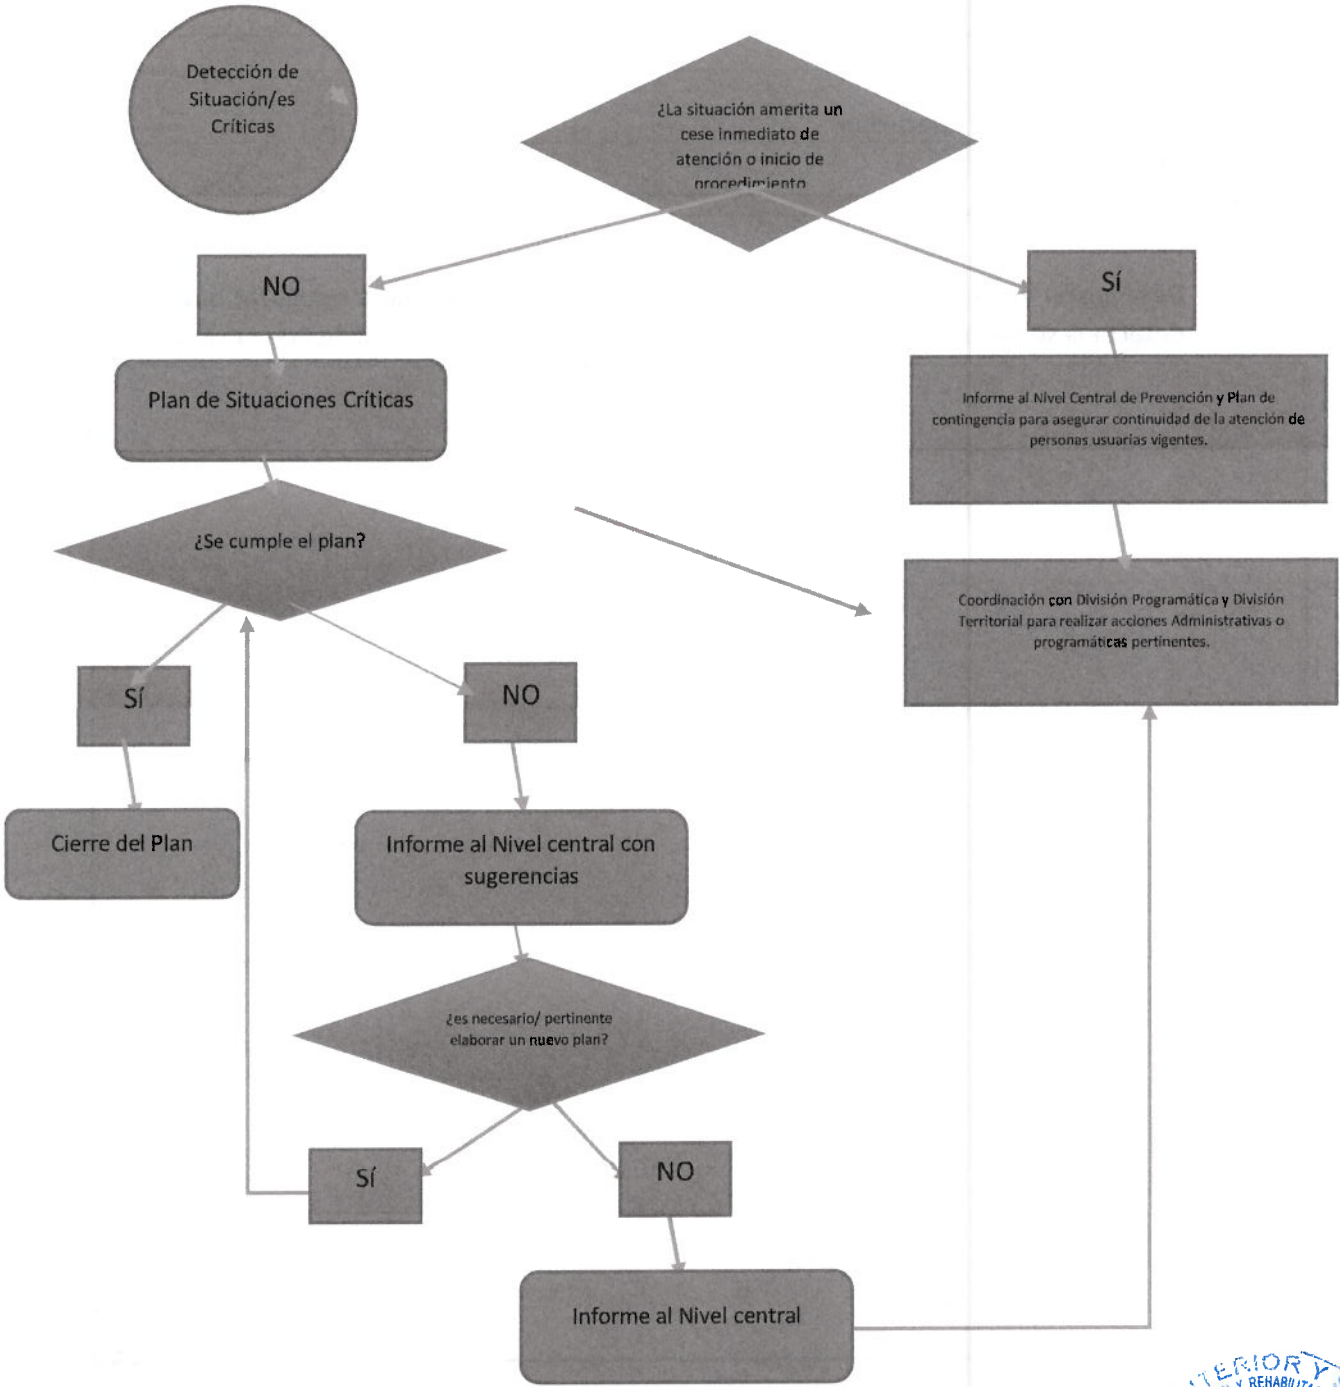 Detección de
Situación/es
Críticas
¿La situación amerita un
cese inmediato de
atención o inicio de
procedimiento
NO
Sí
Plan de Situaciones Críticas
Informe al Nivel Central de Prevención y Plan de
contingencia para asegurar continuidad de la atención de
personas usuarias vigentes.
¿Se cumple el plan?
Coordinación con División Programática y División
Territorial para realizar acciones Administrativas o
programáticas pertinentes.
Sí
NO
Cierre del Plan
Informe al Nivel central con
sugerencias
¿es necesario/ pertinente
elaborar un nuevo plan?
Sí
NO
Informe al Nivel central
TERIOR Y
Y REHABILITA